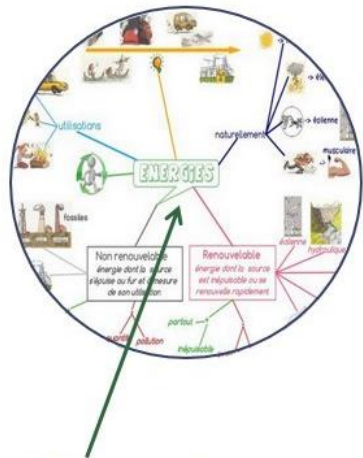 utilisations
naturellement
éolienne
musculaire
ENERGIES
fossiles
Non renouvelable
énergie dont la source
s'épuise au fur et à mesure
de son utilisation
Renouvelable
énergie dont la source
est inépuisable ou se
renouvelle rapidement
éolienne
hydraulique
partout
inépuisable
pollution